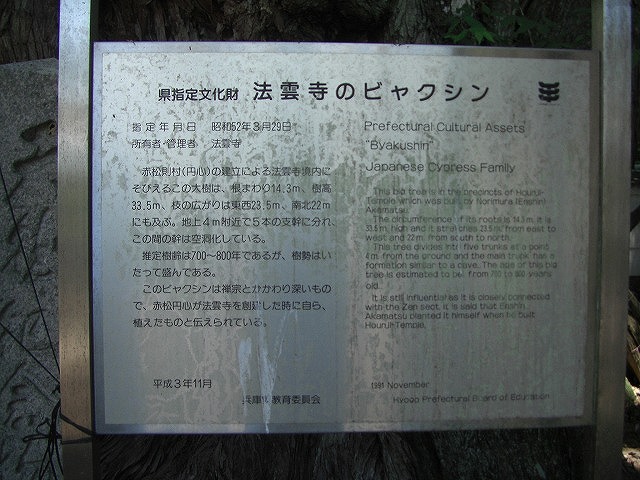 県指定文化財 法雲寺のビャクシン
指定年月日 昭和52年3月29日
所有者・管理者 法雲寺
赤松則村(円心)の建立による法雲寺境内に
そびえるこの大樹は、根まわり14.3m、樹高
33.5m、枝の広がりは東西23.5m、南北22m
にも及ぶ。地上4m附近で5本の支幹に分れ、
この間の幹は空洞化している。
推定樹齢は700〜800年であるが、樹勢はい
たって盛んである。
このビャクシンは禅宗とかかわり深いもの
で、赤松円心が法雲寺を創建した時に自ら、
植えたものと伝えられている。
平成3年11月
兵庫県教育委員会
Prefectural Cultural Assets
"Byakushin"
Japanese Cypress Family
This big tree is in the precincts of Hounji-
Temple which was built by Norimura (Enshin)
Akamatsu.
The circumference of its roots is 14.3m, it is
33.5m, high and it stretches 23.5m, from east to
west and 22m, from south to north.
This tree divides into five trunks at a point
4m, from the ground and the main trunk has a
formation similar to a cave. The age of this big
tree is estimated to be from 700 to 800 years
old.
It is still influential as it is closely connected
with the Zen sect. It is said that Enshin
Akamatsu planted it himself when he built
Hounji-Temple.
1991 November
Hyogo Prefectural Board of Education